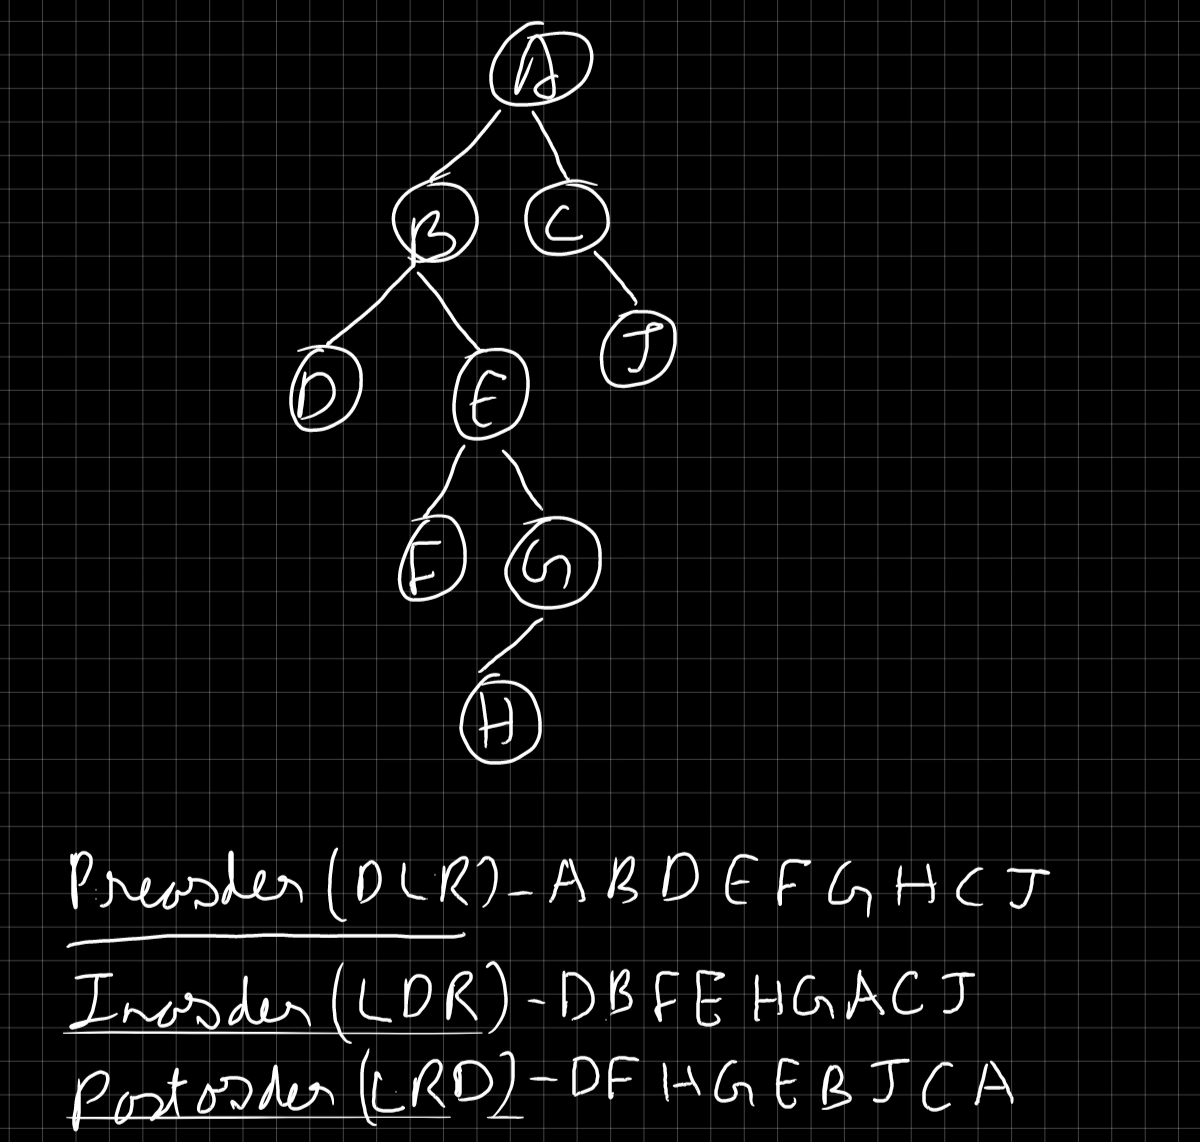 A
B C
D E J
F G
H
Preorder (DLR) - A B D E F G H C J
Inorder (LDR) - D B F E H G A C J
Postorder (LRD) - D F H G E B J C A